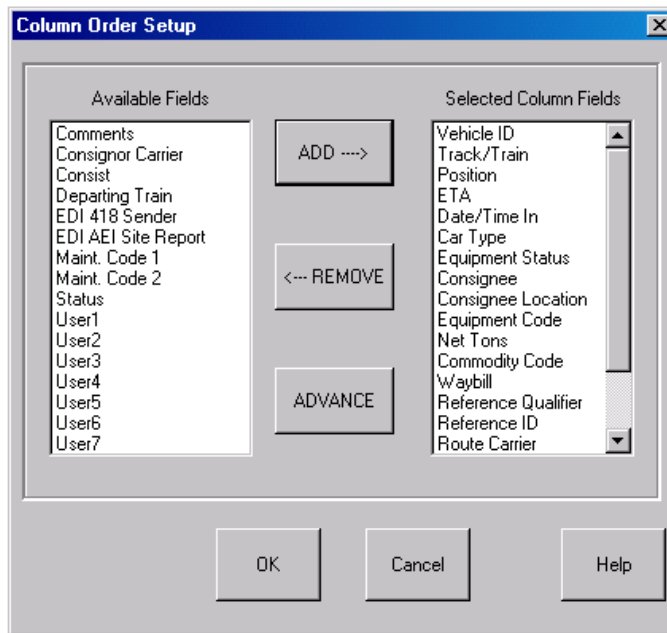 Column Order Setup
Available Fields
Comments
Consignor Carrier
Consist
Departing Train
EDI 418 Sender
EDI AEI Site Report
Maint. Code 1
Maint. Code 2
Status
User1
User2
User3
User4
User5
User6
User7
ADD ---->
<--- REMOVE
ADVANCE
Selected Column Fields
Vehicle ID
Track/Train
Position
ETA
Date/Time In
Car Type
Equipment Status
Consignee
Consignee Location
Equipment Code
Net Tons
Commodity Code
Waybill
Reference Qualifier
Reference ID
Route Carrier
OK
Cancel
Help